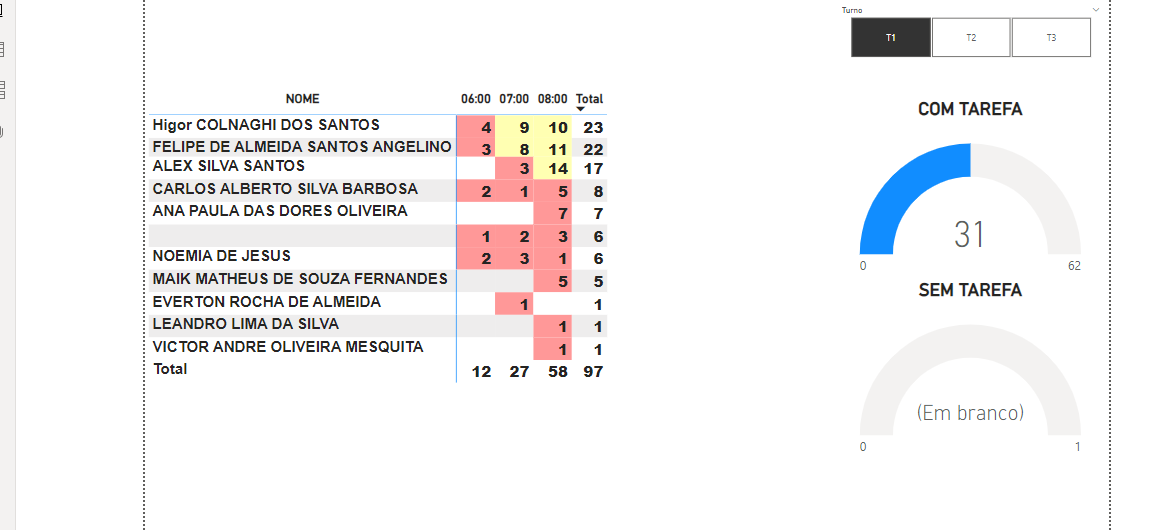 Turno
T1 T2 T3
NOME 06:00 07:00 08:00 Total
Higor COLNAGHI DOS SANTOS 4 9 10 23
FELIPE DE ALMEIDA SANTOS ANGELINO 3 8 11 22
ALEX SILVA SANTOS 3 14 17
CARLOS ALBERTO SILVA BARBOSA 2 1 5 8
ANA PAULA DAS DORES OLIVEIRA 7 7
1 2 3 6
NOEMIA DE JESUS 2 3 1 6
MAIK MATHEUS DE SOUZA FERNANDES 5 5
EVERTON ROCHA DE ALMEIDA 1 1
LEANDRO LIMA DA SILVA 1 1
VICTOR ANDRE OLIVEIRA MESQUITA 1 1
Total 12 27 58 97
COM TAREFA
31
0 62
SEM TAREFA
(Em branco)
0 1